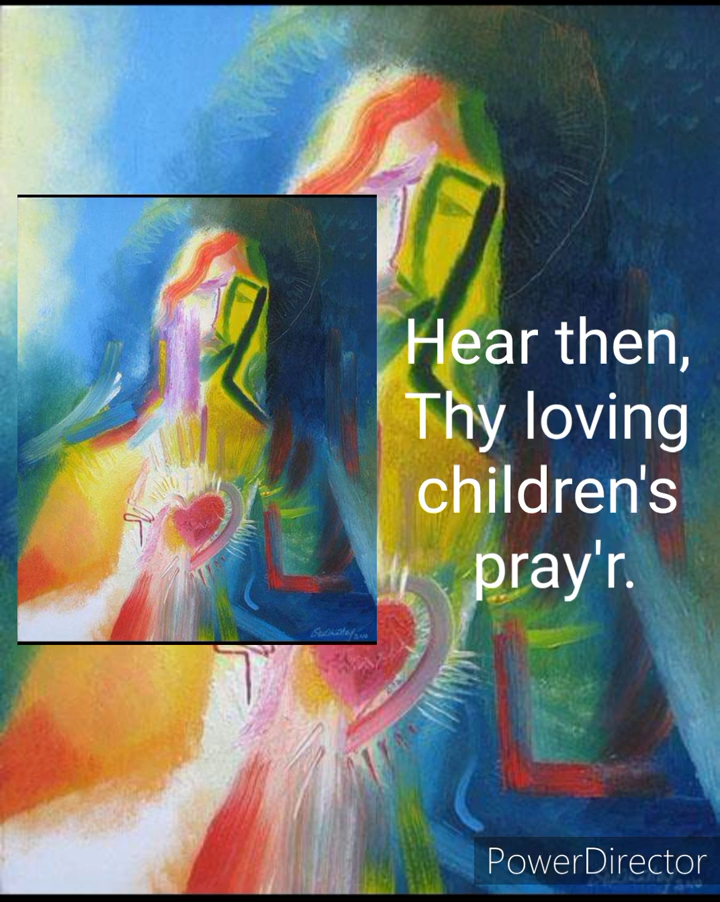 Hear then,
Thy loving
children's
pray'r.
PowerDirector